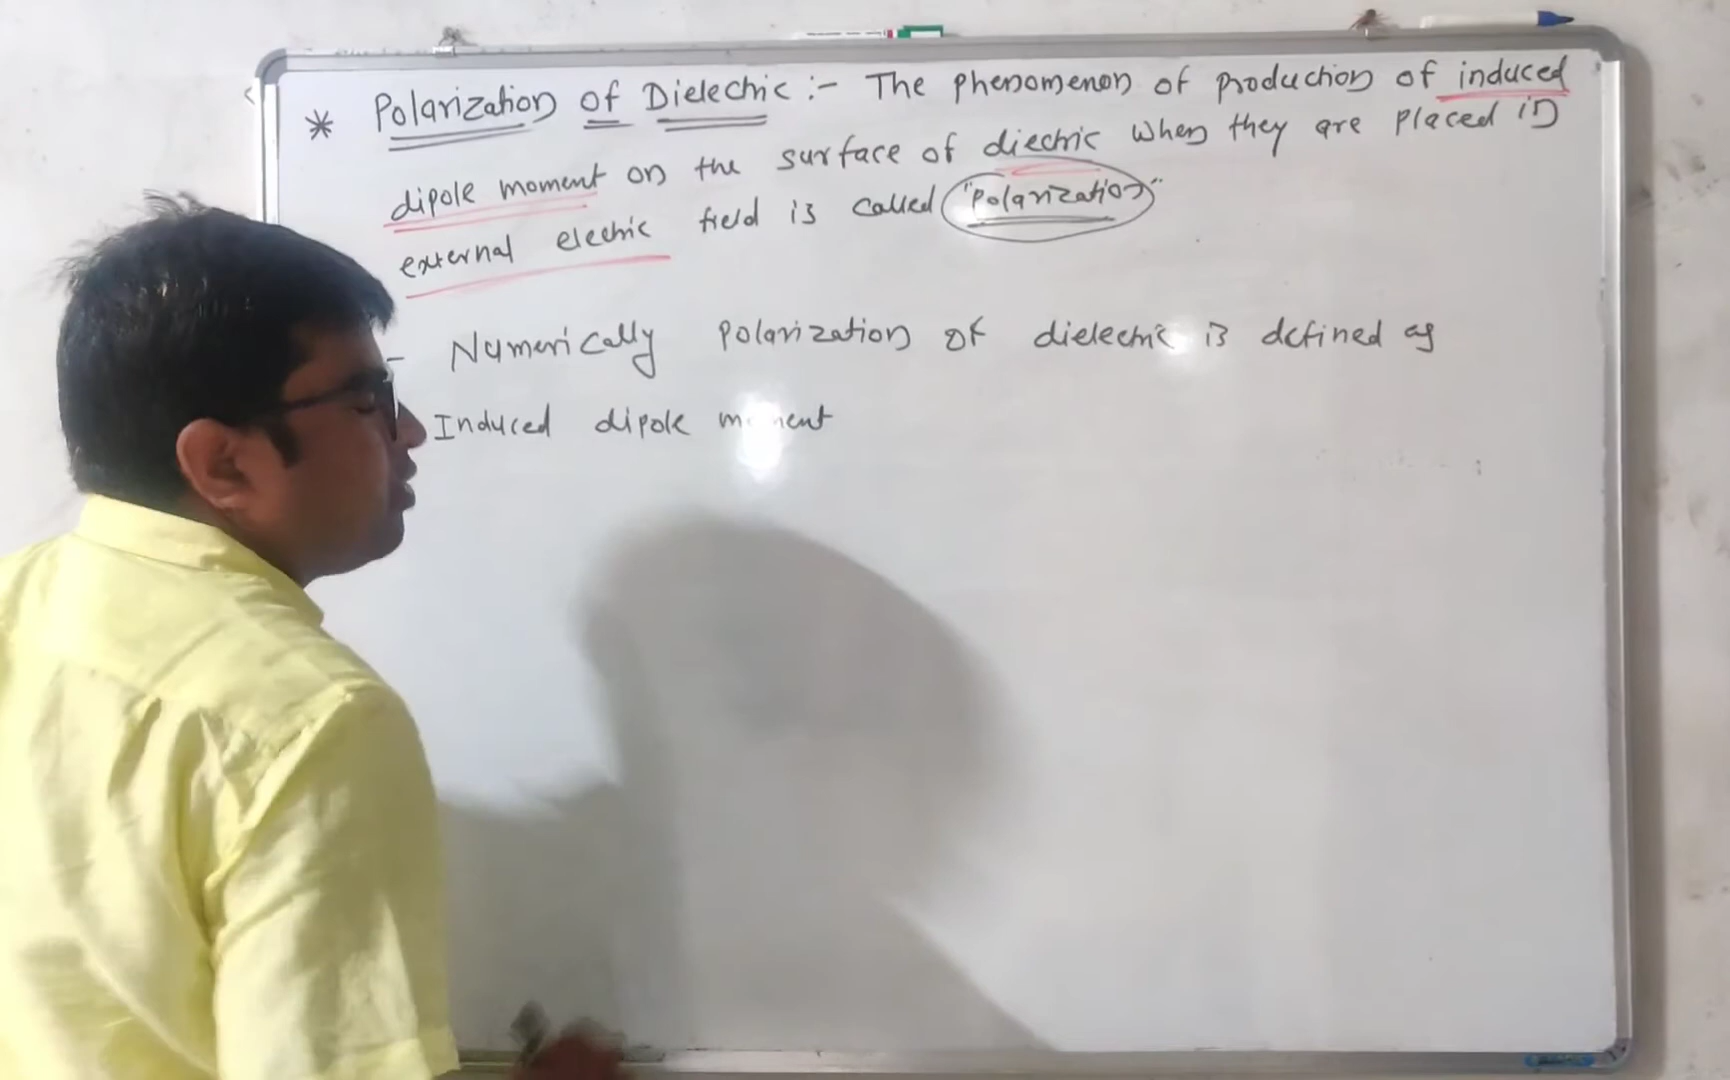 * Polarization of Dielectric :- The phenomenon of production of induced
dipole moment on the surface of diectric when they are placed in
external electric field is called "Polarization"
- Numerically polarization of dielectric is defined as
Induced dipole moment